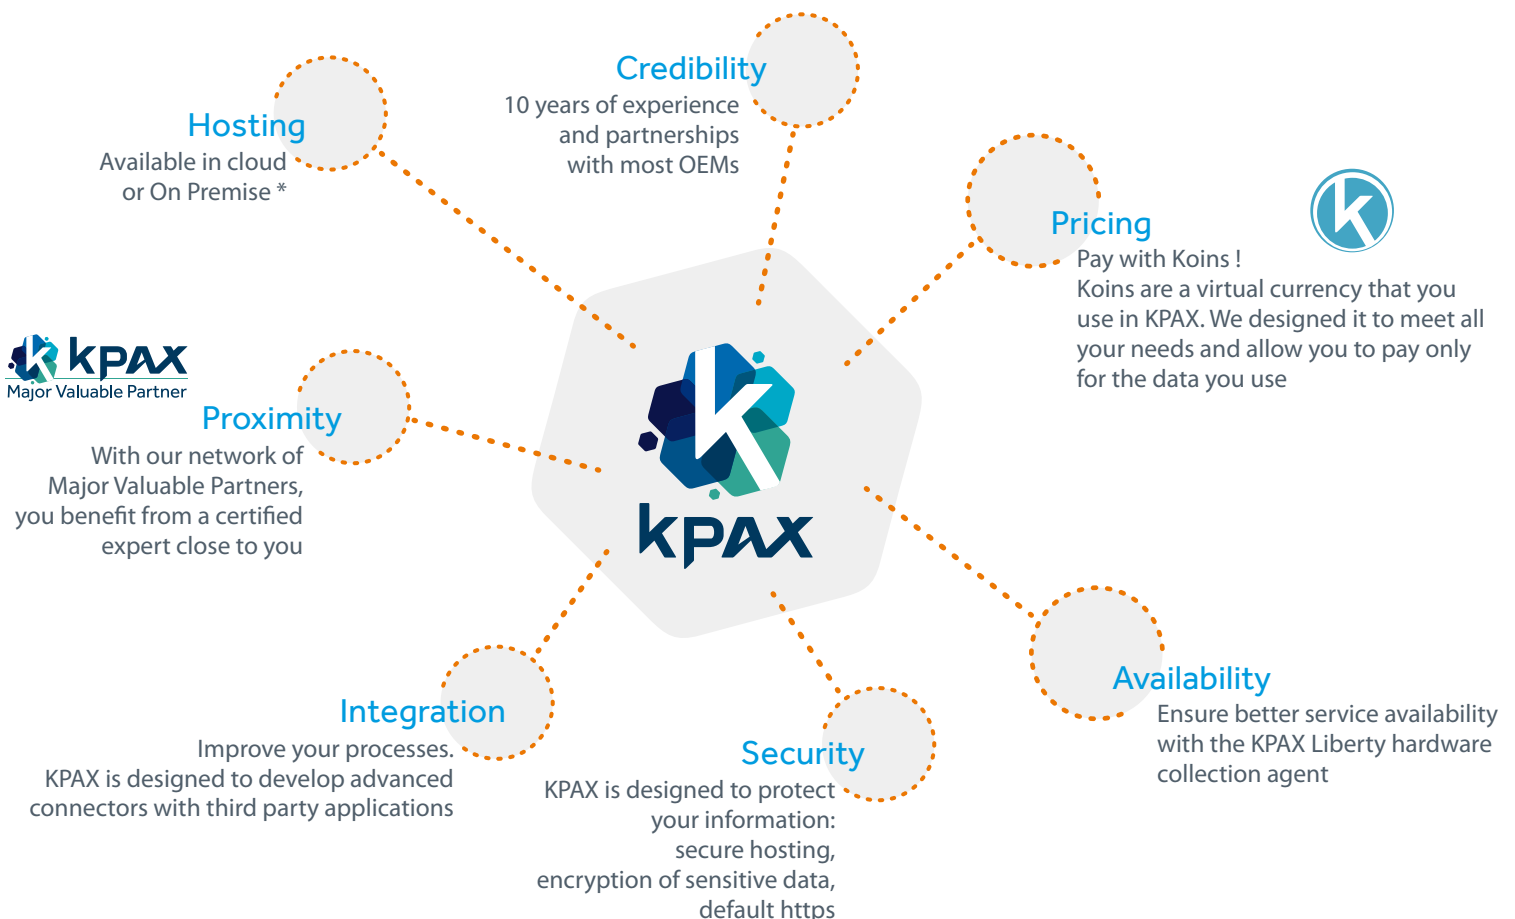 Credibility
10 years of experience
and partnerships
with most OEMs
Hosting
Available in cloud
or On Premise *
Pricing
Pay with Koins !
Koins are a virtual currency that you
use in KPAX. We designed it to meet all
your needs and allow you to pay only
for the data you use
k
kpax
Major Valuable Partner
Proximity
With our network of
Major Valuable Partners,
you benefit from a certified
expert close to you
k
kpax
Integration
Improve your processes.
KPAX is designed to develop advanced
connectors with third party applications
Security
KPAX is designed to protect
your information:
secure hosting,
encryption of sensitive data,
default https
Availability
Ensure better service availability
with the KPAX Liberty hardware
collection agent